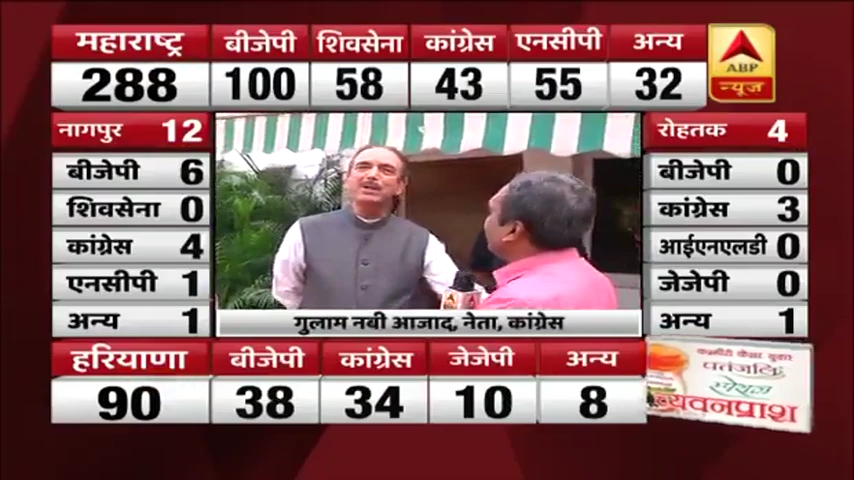 महाराष्ट्र बीजेपी शिवसेना कांग्रेस एनसीपी अन्य
288 100 58 43 55 32
ABP
न्यूज़
नागपुर 12
बीजेपी 6
शिवसेना 0
कांग्रेस 4
एनसीपी 1
अन्य 1
रोहतक 4
बीजेपी 0
कांग्रेस 3
आईएनएलडी 0
जेजेपी 0
अन्य 1
गुलाम नबी आजाद, नेता, कांग्रेस
हरियाणा बीजेपी कांग्रेस जेजेपी अन्य
90 38 34 10 8
पतंजलि
स्पेशल
च्यवनप्राश